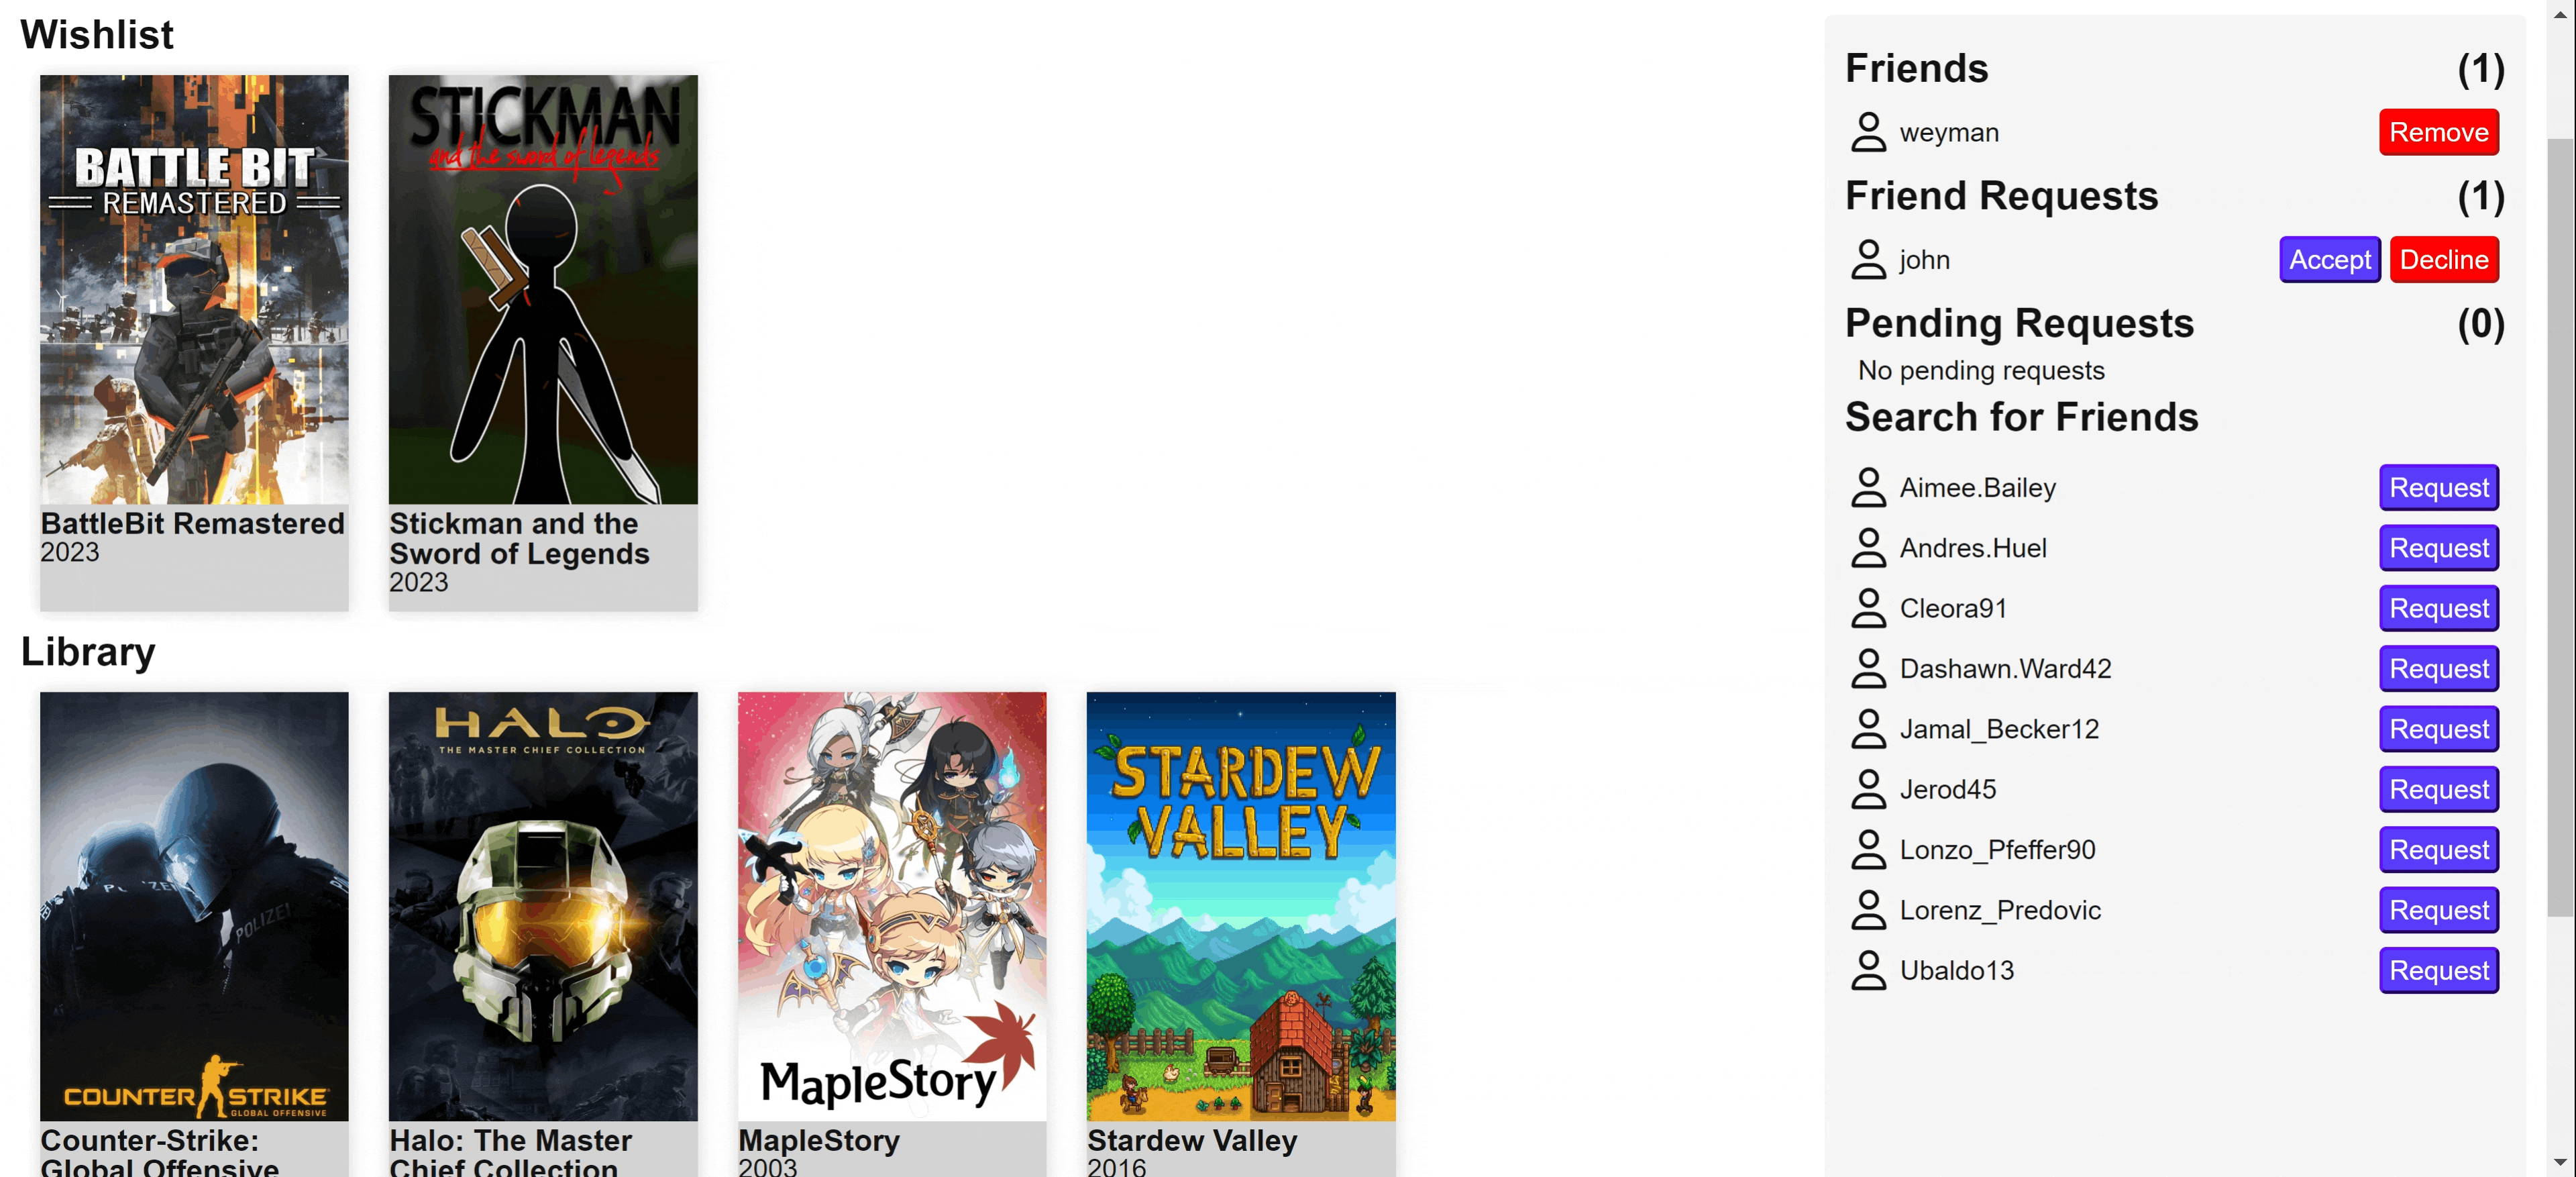 Wishlist
STICKMAN
and the sword of legends
BATTLE BIT
REMASTERED
BattleBit Remastered
2023
Stickman and the
Sword of Legends
2023
Library
POLIZEI
COUNTER STRIKE
GLOBAL OFFENSIVE
HALO
THE MASTER CHIEF COLLECTION
MapleStory
STARDEW
VALLEY
Counter-Strike:
Global Offensive
Halo: The Master
Chief Collection
MapleStory
2003
Stardew Valley
2016
Friends (1)
weyman Remove
Friend Requests (1)
john Accept Decline
Pending Requests (0)
No pending requests
Search for Friends
Aimee.Bailey Request
Andres.Huel Request
Cleora91 Request
Dashawn.Ward42 Request
Jamal_Becker12 Request
Jerod45 Request
Lonzo_Pfeffer90 Request
Lorenz_Predovic Request
Ubaldo13 Request